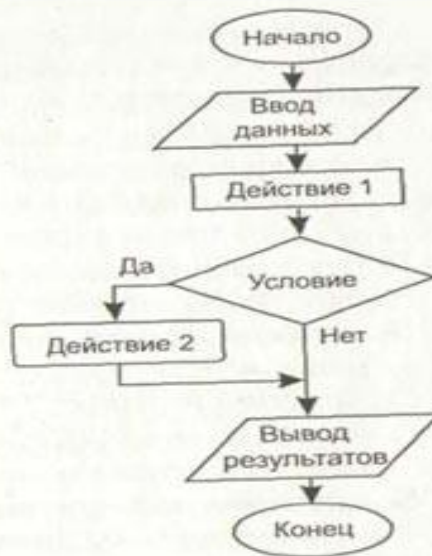 Начало
Ввод
данных
Действие 1
Условие
Да
Нет
Действие 2
Вывод
результатов
Конец